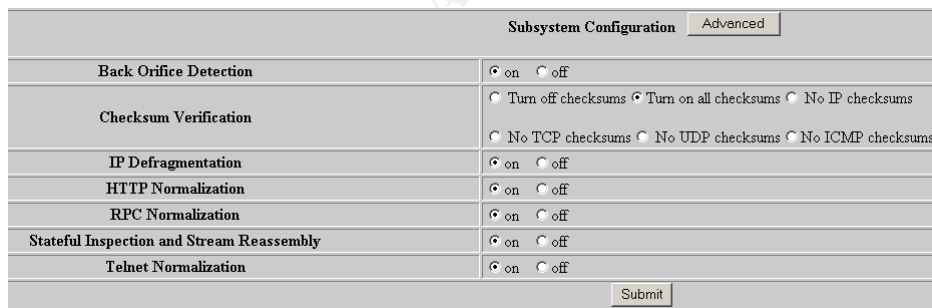 Subsystem Configuration Advanced
Back Orifice Detection on off
Checksum Verification Turn off checksums Turn on all checksums No IP checksums
No TCP checksums No UDP checksums No ICMP checksums
IP Defragmentation on off
HTTP Normalization on off
RPC Normalization on off
Stateful Inspection and Stream Reassembly on off
Telnet Normalization on off
Submit